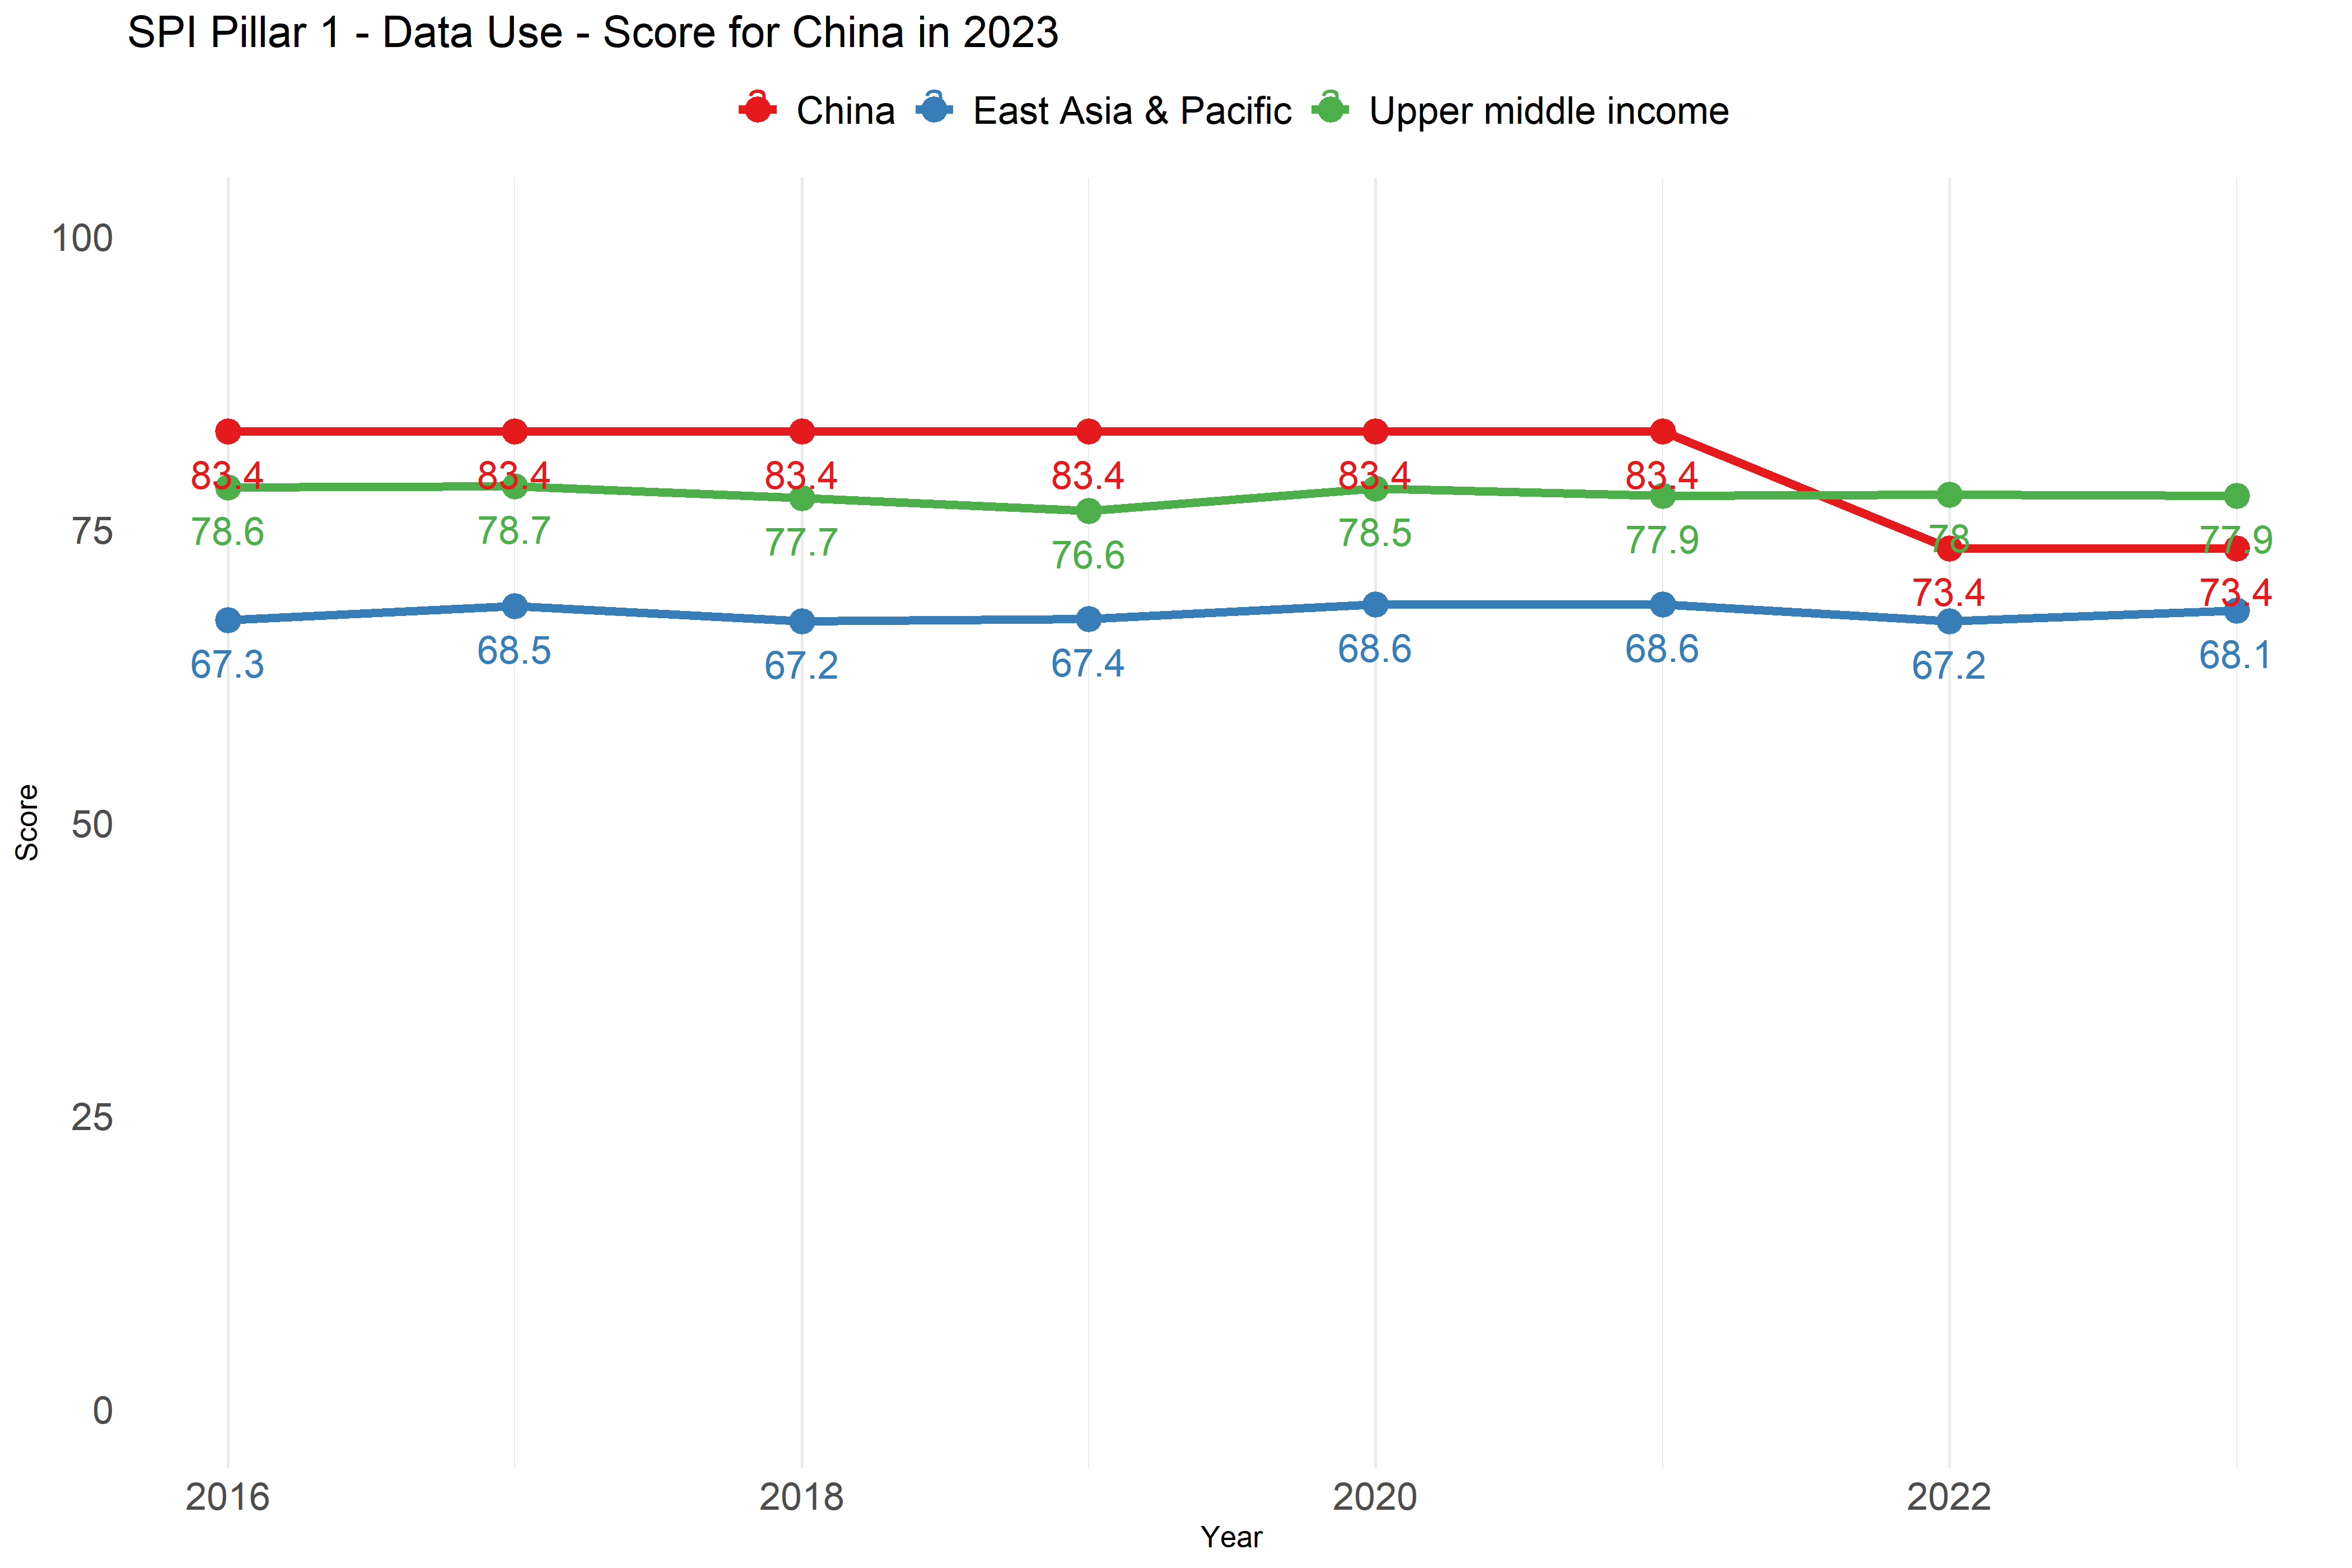 SPI Pillar 1 - Data Use - Score for China in 2023
China East Asia & Pacific Upper middle income
100
75
50
25
0
Score
83.4 83.4 83.4 83.4 83.4 83.4 73.4 73.4
78.6 78.7 77.7 76.6 78.5 77.9 78 77.9
67.3 68.5 67.2 67.4 68.6 68.6 67.2 68.1
2016 2018 2020 2022
Year